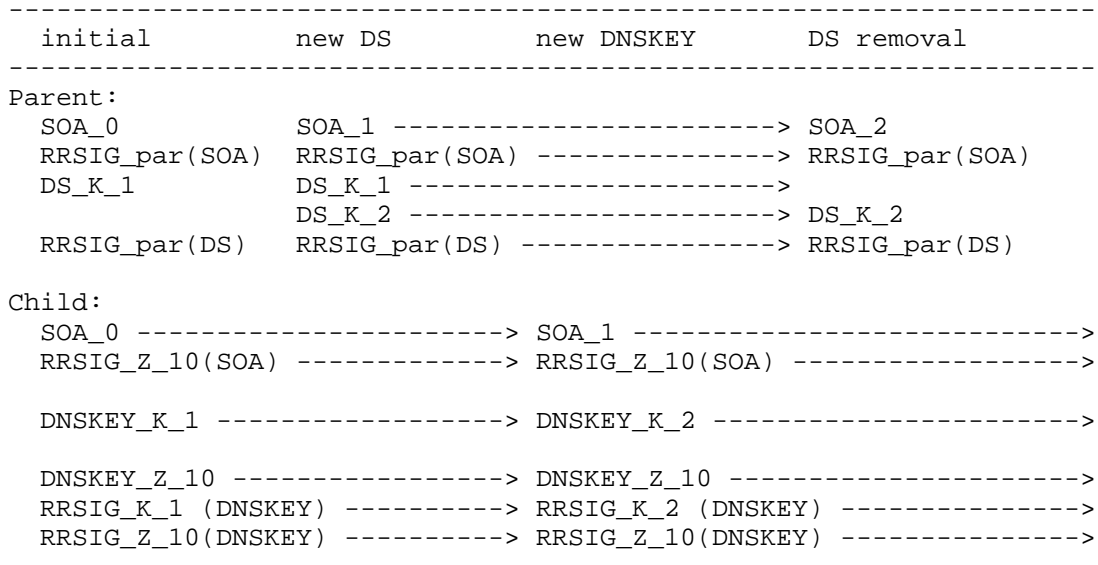 --------------------------------------------------------------------
initial new DS new DNSKEY DS removal
--------------------------------------------------------------------
Parent:
SOA_0 SOA_1 ------------------------> SOA_2
RRSIG_par(SOA) RRSIG_par(SOA) ---------------> RRSIG_par(SOA)
DS_K_1 DS_K_1 ----------------------->
DS_K_2 -----------------------> DS_K_2
RRSIG_par(DS) RRSIG_par(DS) ----------------> RRSIG_par(DS)
Child:
SOA_0 -----------------------> SOA_1 ---------------------------->
RRSIG_Z_10(SOA) -------------> RRSIG_Z_10(SOA) ------------------>
DNSKEY_K_1 ------------------> DNSKEY_K_2 ----------------------->
DNSKEY_Z_10 -----------------> DNSKEY_Z_10 ---------------------->
RRSIG_K_1 (DNSKEY) ----------> RRSIG_K_2 (DNSKEY) --------------->
RRSIG_Z_10(DNSKEY) ----------> RRSIG_Z_10(DNSKEY) --------------->